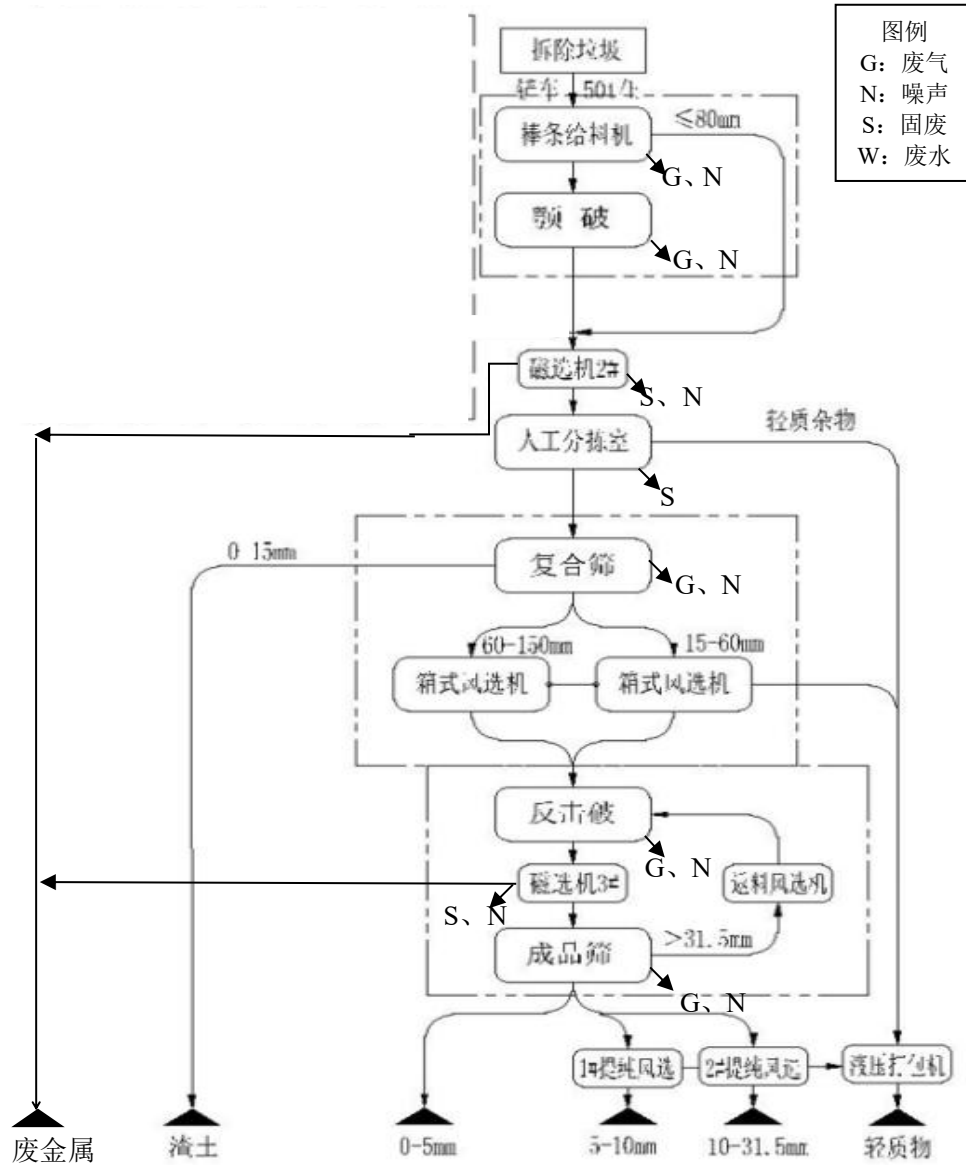 图例
G：废气
N：噪声
S：固废
W：废水
拆除垃圾
铲车
棒条给料机
≤80mm
G、N
颚破
G、N
磁选机2#
S、N
人工分拣室
轻质杂物
S
复合筛
0-15mm
G、N
60-150mm
15-60mm
箱式风选机
箱式风选机
反击破
G、N
磁选机3#
返料风选机
S、N
成品筛
>31.5mm
G、N
1#提纯风选
2#提纯风选
液压打包机
废金属
渣土
0-5mm
5-10mm
10-31.5mm
轻质物